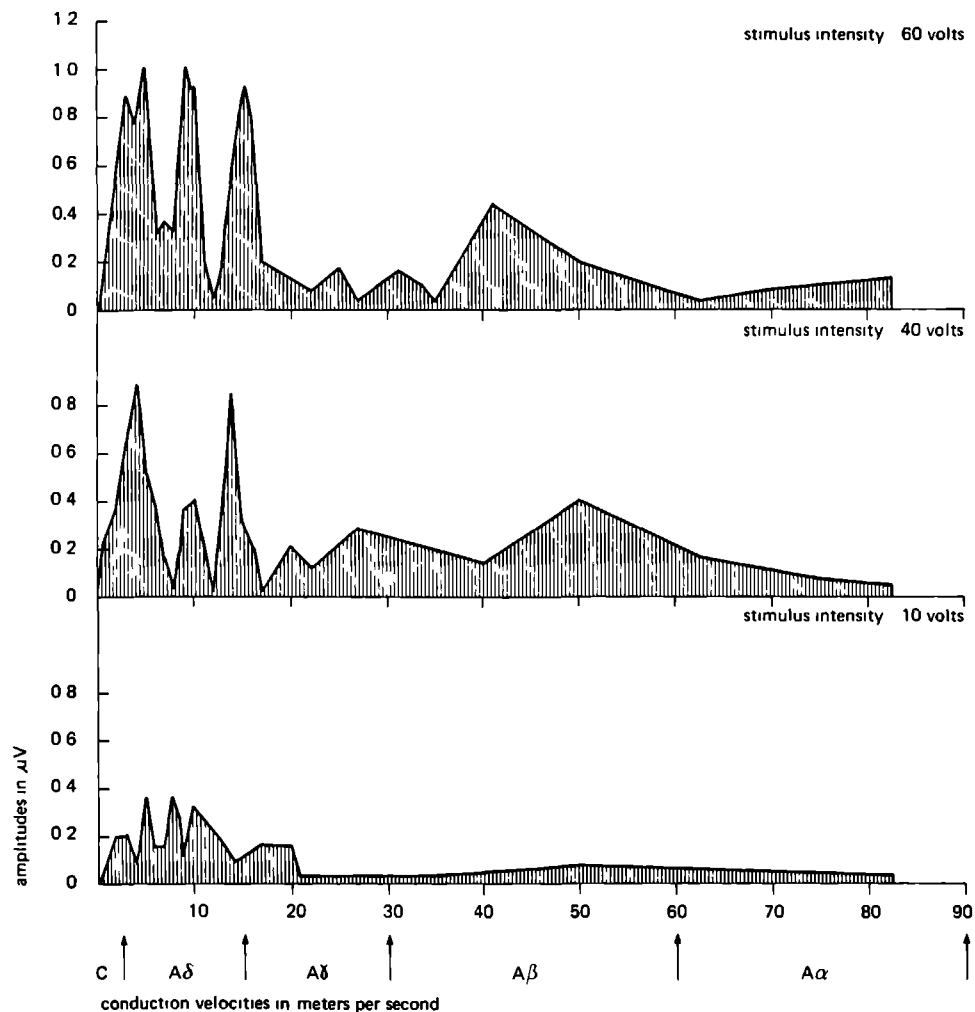 1 2
stimulus intensity 60 volts
1 0
0 8
0 6
0.4
0.2
0
stimulus intensity 40 volts
0 8
0 6
0 4
0 2
0
stimulus intensity 10 volts
0 8
0 6
0 4
0 2
0
amplitudes in μV
10 20 30 40 50 60 70 80 90
C Aδ Aɣ Aβ Aα
conduction velocities in meters per second